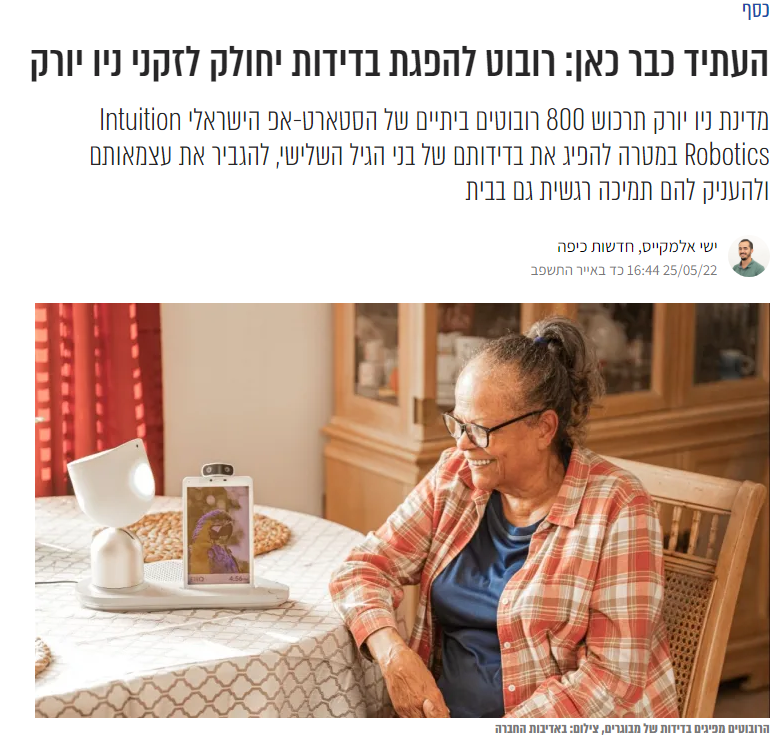 כסף
העתיד כבר כאן: רובוט להפגת בדידות יחולק לזקני ניו יורק
מדינת ניו יורק תרכוש 800 רובוטים ביתיים של הסטארט-אפ הישראלי Intuition
Robotics במטרה להפיג את בדידותם של בני הגיל השלישי, להגביר את עצמאותם
ולהעניק להם תמיכה רגשית גם בבית
ישי אלמקייס, חדשות כיפה
25/05/22 16:44 כד באייר התשפב
4:56
הרובוטים מפיגים בדידות של מבוגרים, צילום: באדיבות החברה